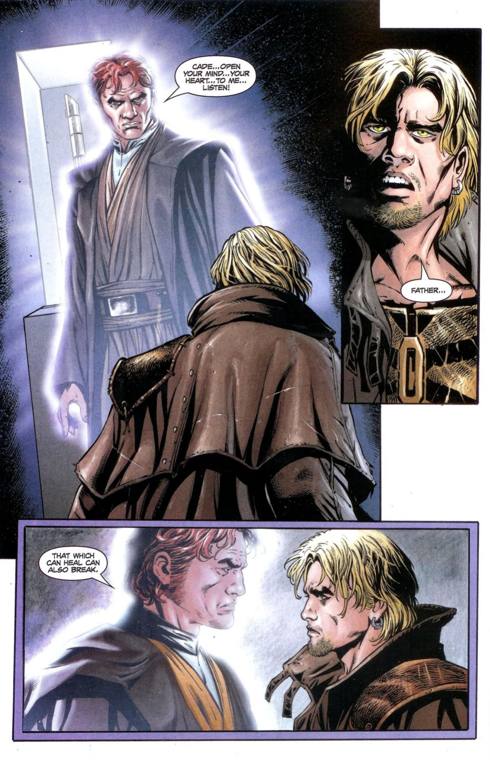 CADE...OPEN
YOUR MIND...YOUR
HEART...TO ME...
LISTEN!
FATHER...
THAT WHICH
CAN HEAL CAN
ALSO BREAK.